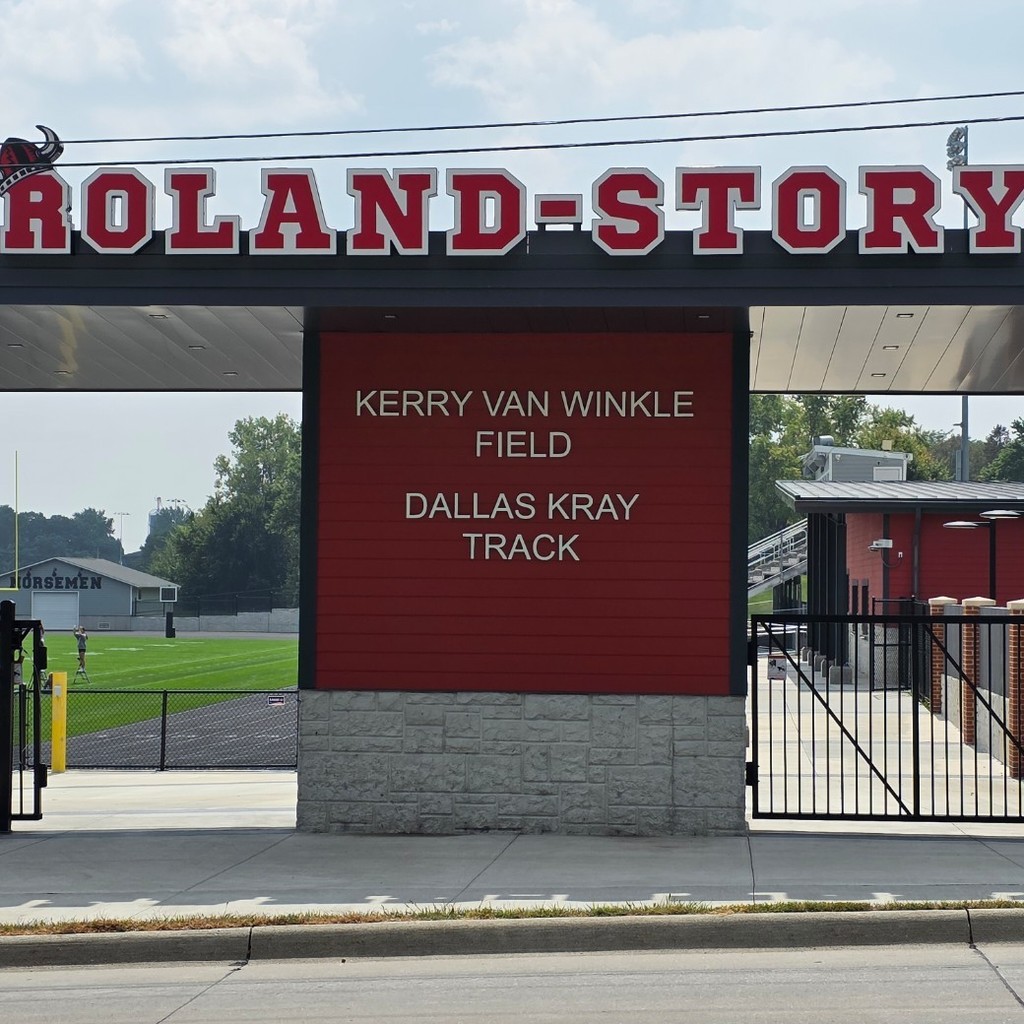 ROLAND-STORY
KERRY VAN WINKLE
FIELD
DALLAS KRAY
TRACK
NORSEMEN